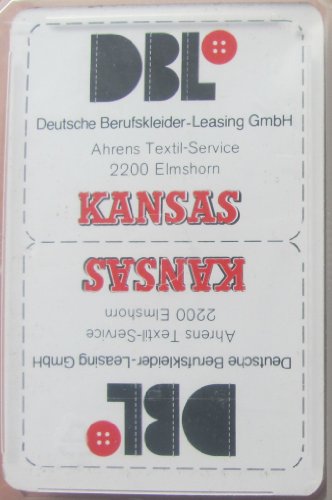 DBL
Deutsche Berufskleider-Leasing GmbH
Ahrens Textil-Service
2200 Elmshorn
KANSAS
KANSAS
2200 Elmshorn
Ahrens Textil-Service
Deutsche Berufskleider-Leasing GmbH
DBL